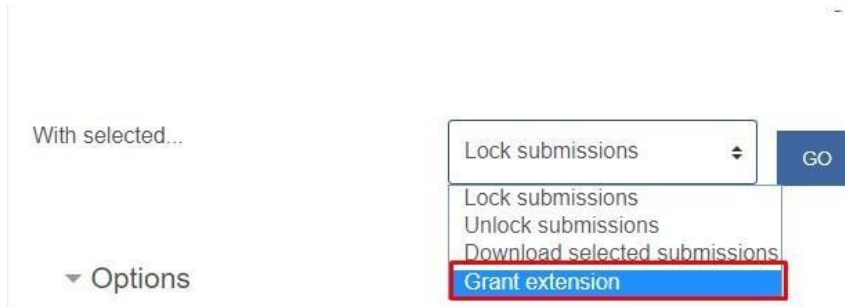 With selected...
Lock submissions
GO
Lock submissions
Unlock submissions
Download selected submissions
Grant extension
Options